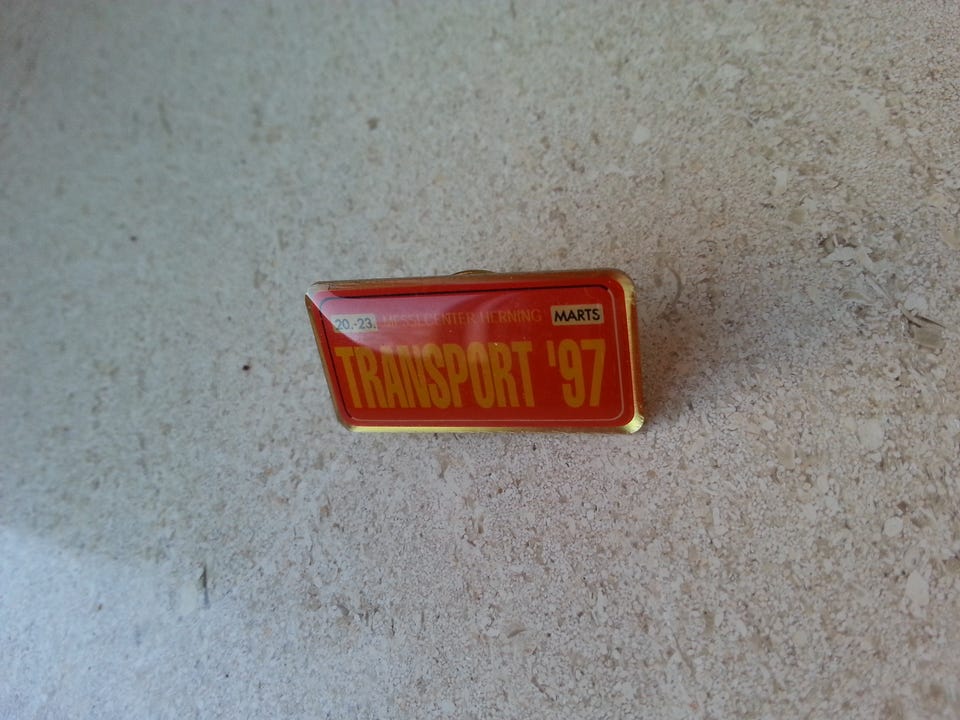 20.-23. MESSECENTER HERNING MARTS
TRANSPORT '97